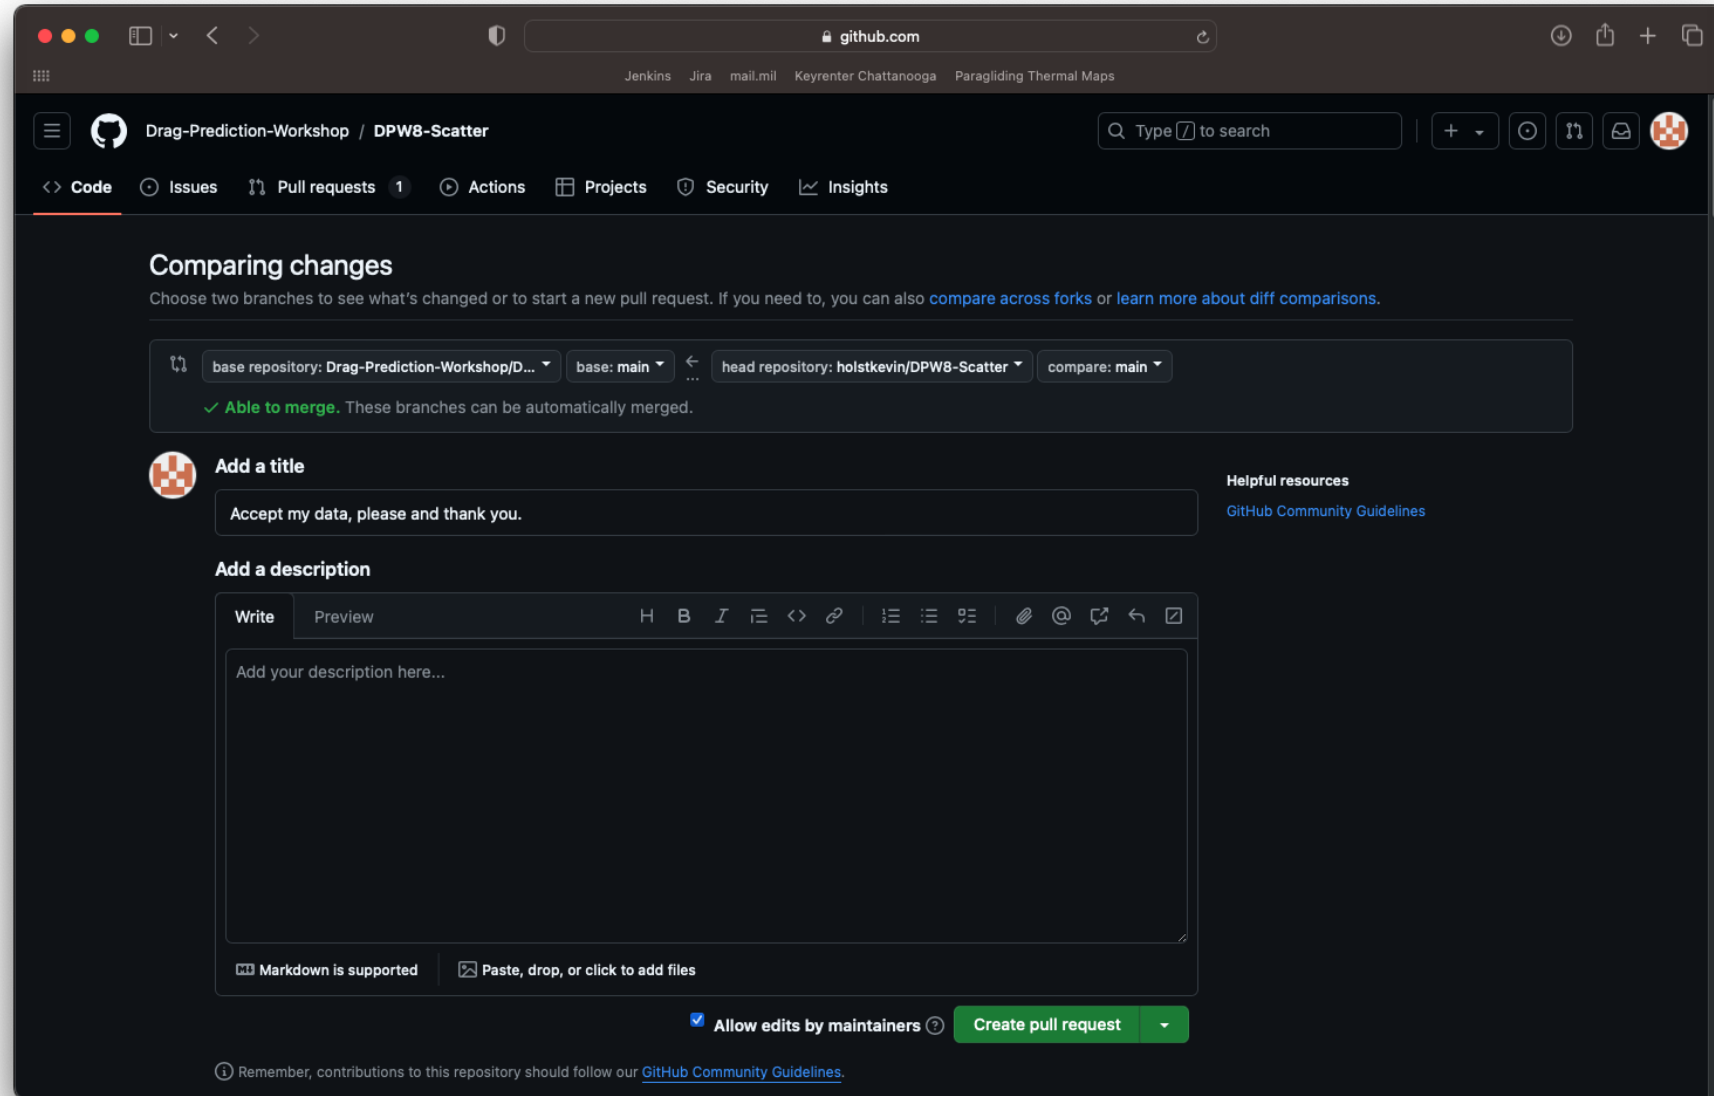 github.com
Jenkins Jira mail.mil Keyrenter Chattanooga Paragliding Thermal Maps
Drag-Prediction-Workshop / DPW8-Scatter
Type / to search
<> Code Issues Pull requests 1 Actions Projects Security Insights
Comparing changes
Choose two branches to see what's changed or to start a new pull request. If you need to, you can also compare across forks or learn more about diff comparisons.
base repository: Drag-Prediction-Workshop/D... base: main ... head repository: holstkevin/DPW8-Scatter compare: main
Able to merge. These branches can be automatically merged.
Add a title
Helpful resources
Accept my data, please and thank you.
GitHub Community Guidelines
Add a description
Write Preview H B I <> @
Add your description here...
Markdown is supported Paste, drop, or click to add files
Allow edits by maintainers ? Create pull request
Remember, contributions to this repository should follow our GitHub Community Guidelines.